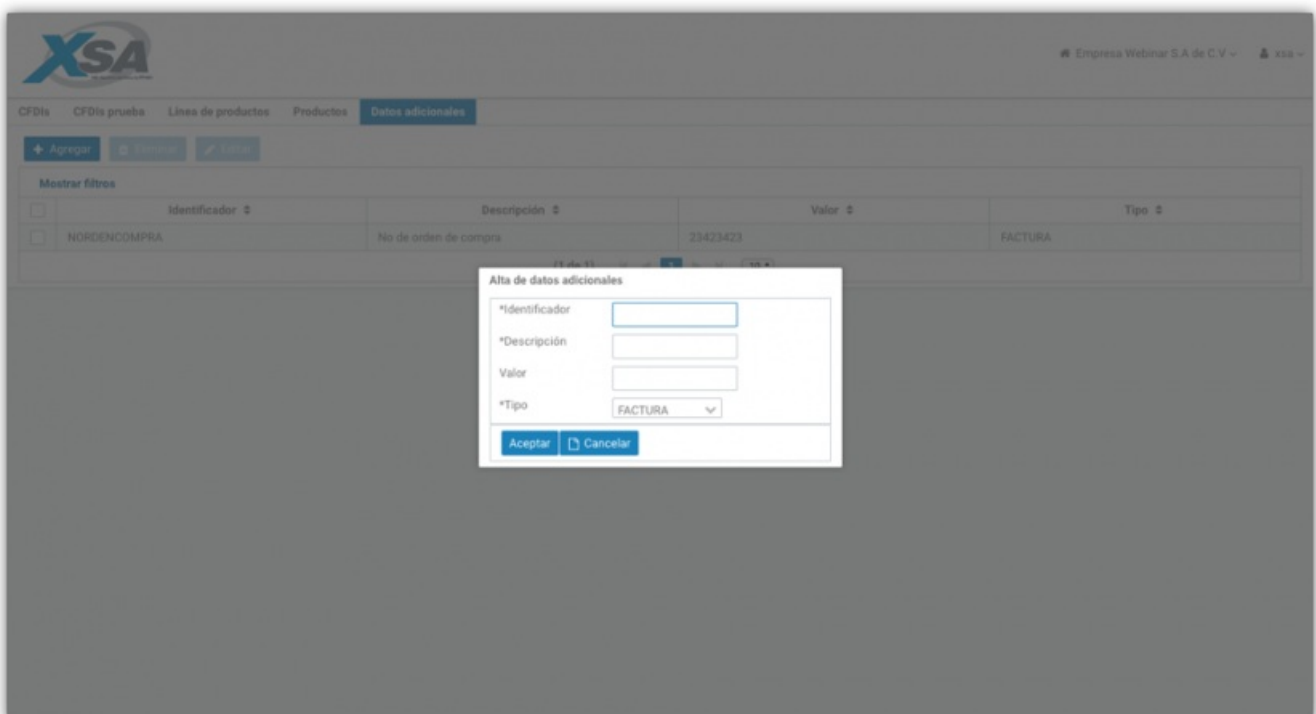 XSA
Empresa Webinar S.A de C.V
xsa
CFDIs CFDIs prueba Línea de productos Productos Datos adicionales
Agregar Eliminar Editar
Mostrar filtros
Identificador Descripción Valor Tipo
NORDENCOMPRA No de orden de compra 23423423 FACTURA
(1 de 1) 1 10
Alta de datos adicionales
*Identificador
*Descripción
Valor
*Tipo FACTURA
Aceptar Cancelar